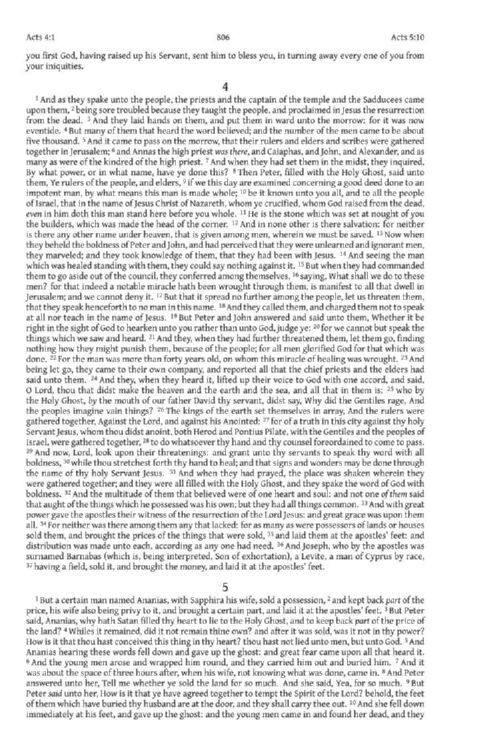 Acts 4:1 806 Acts 5:10
you first God, having raised up his Servant, sent him to bless you, in turning away every one of you from
your iniquities.
4
1 And as they spake unto the people, the priests and the captain of the temple and the Sadducees came
upon them, 2 being sore troubled because they taught the people, and proclaimed in Jesus the resurrection
from the dead. 3 And they laid hands on them, and put them in ward unto the morrow: for it was now
eventide. 4 But many of them that heard the word believed; and the number of the men came to be about
five thousand. 5 And it came to pass on the morrow, that their rulers and elders and scribes were gathered
together in Jerusalem; 6 and Annas the high priest was there, and Caiaphas, and John, and Alexander, and as
many as were of the kindred of the high priest. 7 And when they had set them in the midst, they inquired,
By what power, or in what name, have ye done this? 8 Then Peter, filled with the Holy Ghost, said unto
them, Ye rulers of the people, and elders, 9 if we this day are examined concerning a good deed done to an
impotent man, by what means this man is made whole; 10 be it known unto you all, and to all the people
of Israel, that in the name of Jesus Christ of Nazareth, whom ye crucified, whom God raised from the dead,
even in him doth this man stand here before you whole. 11 He is the stone which was set at nought of you
the builders, which was made the head of the corner. 12 And in none other is there salvation: for neither
is there any other name under heaven, that is given among men, wherein we must be saved. 13 Now when
they beheld the boldness of Peter and John, and had perceived that they were unlearned and ignorant men,
they marveled; and they took knowledge of them, that they had been with Jesus. 14 And seeing the man
which was healed standing with them, they could say nothing against it. 15 But when they had commanded
them to go aside out of the council, they conferred among themselves, 16 saying, What shall we do to these
men? for that indeed a notable miracle hath been wrought through them, is manifest to all that dwell in
Jerusalem; and we cannot deny it. 17 But that it spread no further among the people, let us threaten them,
that they speak henceforth to no man in this name. 18 And they called them, and charged them not to speak
at all nor teach in the name of Jesus. 19 But Peter and John answered and said unto them, Whether it be
right in the sight of God to hearken unto you rather than unto God, judge ye: 20 for we cannot but speak the
things which we saw and heard. 21 And they, when they had further threatened them, let them go, finding
nothing how they might punish them, because of the people; for all men glorified God for that which was
done. 22 For the man was more than forty years old, on whom this miracle of healing was wrought. 23 And
being let go, they came to their own company, and reported all that the chief priests and the elders had
said unto them. 24 And they, when they heard it, lifted up their voice to God with one accord, and said,
O Lord, thou that didst make the heaven and the earth and the sea, and all that in them is: 25 who by
the Holy Ghost, by the mouth of our father David thy servant, didst say, Why did the Gentiles rage, And
the peoples imagine vain things? 26 The kings of the earth set themselves in array, And the rulers were
gathered together, Against the Lord, and against his Anointed: 27 for of a truth in this city against thy holy
Servant Jesus, whom thou didst anoint, both Herod and Pontius Pilate, with the Gentiles and the peoples of
Israel, were gathered together, 28 to do whatsoever thy hand and thy counsel foreordained to come to pass.
29 And now, Lord, look upon their threatenings: and grant unto thy servants to speak thy word with all
boldness, 30 while thou stretchest forth thy hand to heal; and that signs and wonders may be done through
the name of thy holy Servant Jesus. 31 And when they had prayed, the place was shaken wherein they
were gathered together; and they were all filled with the Holy Ghost, and they spake the word of God with
boldness. 32 And the multitude of them that believed were of one heart and soul: and not one of them said
that aught of the things which he possessed was his own; but they had all things common. 33 And with great
power gave the apostles their witness of the resurrection of the Lord Jesus: and great grace was upon them
all. 34 For neither was there among them any that lacked: for as many as were possessors of lands or houses
sold them, and brought the prices of the things that were sold, 35 and laid them at the apostles' feet: and
distribution was made unto each, according as any one had need. 36 And Joseph, who by the apostles was
surnamed Barnabas (which is, being interpreted, Son of exhortation), a Levite, a man of Cyprus by race,
37 having a field, sold it, and brought the money, and laid it at the apostles' feet.
5
1 But a certain man named Ananias, with Sapphira his wife, sold a possession, 2 and kept back part of the
price, his wife also being privy to it, and brought a certain part, and laid it at the apostles' feet. 3 But Peter
said, Ananias, why hath Satan filled thy heart to lie to the Holy Ghost, and to keep back part of the price of
the land? 4 Whiles it remained, did it not remain thine own? and after it was sold, was it not in thy power?
How is it that thou hast conceived this thing in thy heart? thou hast not lied unto men, but unto God. 5 And
Ananias hearing these words fell down and gave up the ghost: and great fear came upon all that heard it.
6 And the young men arose and wrapped him round, and they carried him out and buried him. 7 And it
was about the space of three hours after, when his wife, not knowing what was done, came in. 8 And Peter
answered unto her, Tell me whether ye sold the land for so much. And she said, Yea, for so much. 9 But
Peter said unto her, How is it that ye have agreed together to tempt the Spirit of the Lord? behold, the feet
of them which have buried thy husband are at the door, and they shall carry thee out. 10 And she fell down
immediately at his feet, and gave up the ghost: and the young men came in and found her dead, and they